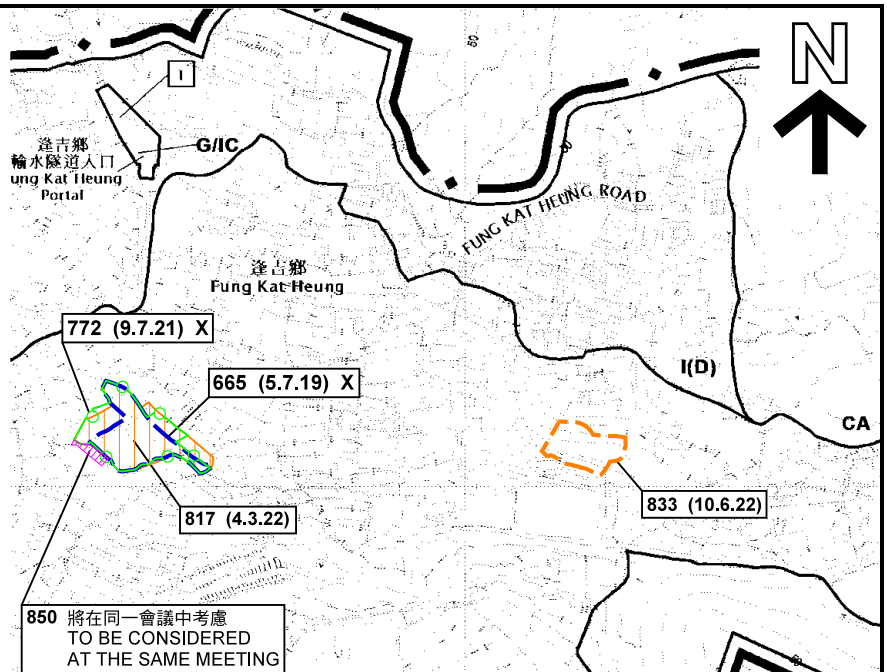 50
N
1
逢吉鄉
輸水隧道入口
ung Kat Heung
Portal
G/IC
50
FUNG KAT HEUNG ROAD
逢吉鄉
Fung Kat Heung
772 (9.7.21) X
665 (5.7.19) X
I(D)
CA
817 (4.3.22)
833 (10.6.22)
850 將在同一會議中考慮
TO BE CONSIDERED
AT THE SAME MEETING